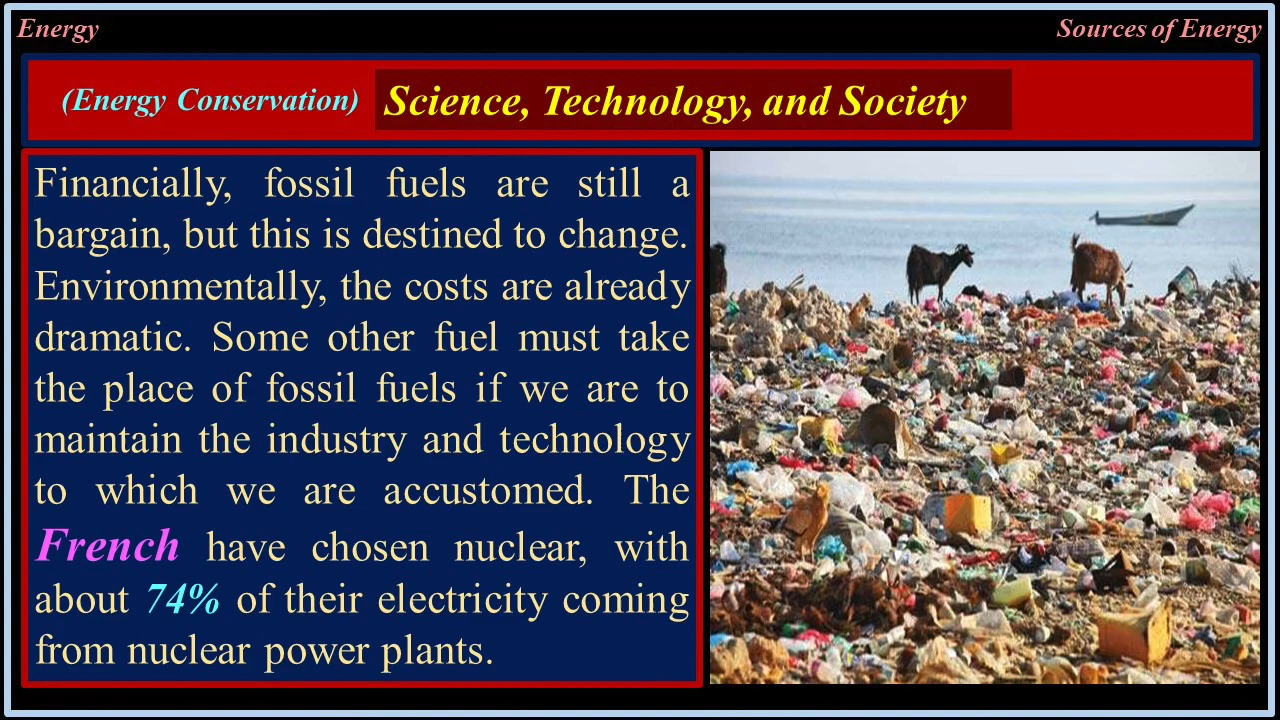 Energy
Sources of Energy
(Energy Conservation) Science, Technology, and Society
Financially, fossil fuels are still a
bargain, but this is destined to change.
Environmentally, the costs are already
dramatic. Some other fuel must take
the place of fossil fuels if we are to
maintain the industry and technology
to which we are accustomed. The
French have chosen nuclear, with
about 74% of their electricity coming
from nuclear power plants.